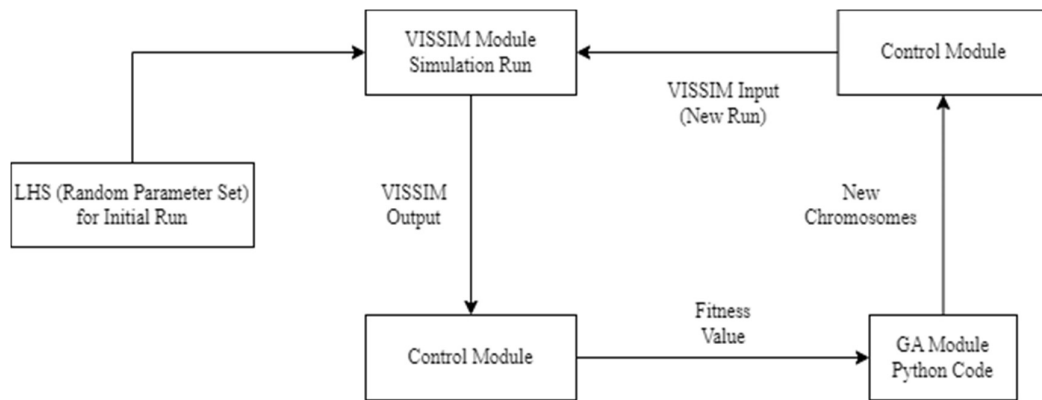 VISSIM Module
Simulation Run
Control Module
VISSIM Input
(New Run)
LHS (Random Parameter Set)
for Initial Run
VISSIM
Output
New
Chromosomes
Control Module
Fitness
Value
GA Module
Python Code